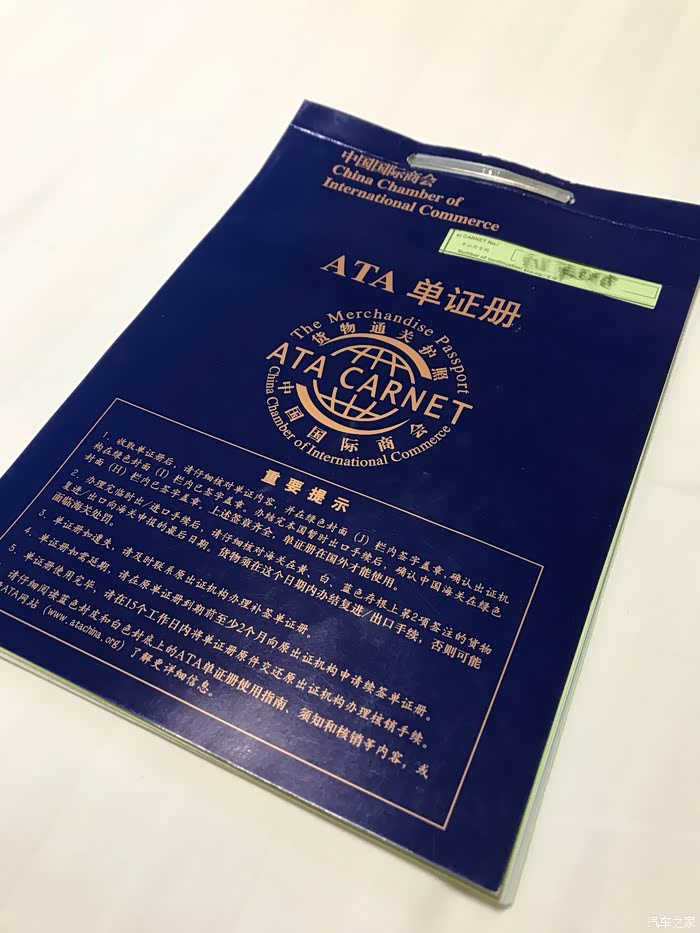 中国国际商会
China Chamber of
International Commerce
a) CARNET No./
单证册号码
Number of continuation sheets:
ATA 单证册
The Merchandise Passport
货物通关护照
ATA CARNET
中国国际商会
China Chamber of International Commerce
重要提示
1. 收取单证册后，请仔细核对单证内容，并在绿色封面（J）栏内签字盖章，确认出证机
构在绿色封面（I）栏内已签字盖章。办结完本国暂时出口手续后，确认中国海关在绿色
封面（H）栏内已签字盖章。上述签章齐全，单证册在国外才能使用。
2. 办理完临时出/进口手续后，请仔细核对海关在黄、白、蓝色存根上第2项签注的货物
复进/出口向海关申报的最后日期。货物须在这个日期内办结复进/出口手续，否则可能
面临海关处罚。
3. 单证册如遗失，请及时联系原出证机构办理补签单证册。
4. 单证册如需延期，请在原单证册到期前至少2个月向原出证机构申请续签单证册。
5. 单证册使用完毕，请在15个工作日内将单证册原件交还原出证机构办理核销手续。
请仔细阅读蓝色封皮和白色封底上的ATA单证册使用指南、须知和核销等内容，或
ATA网站（www.atachina.org）了解更详细信息。
汽车之家